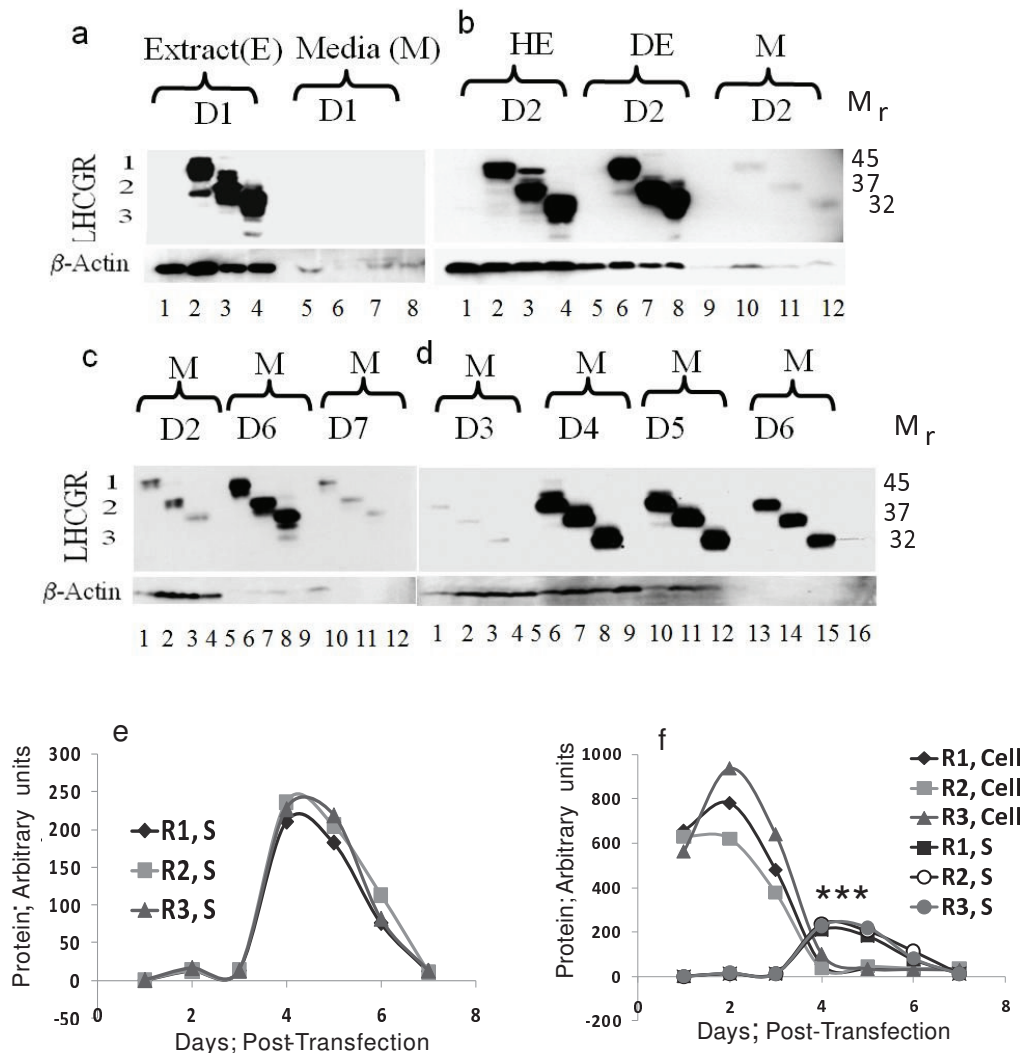 a
Extract(E) Media (M)
D1 D1
b
HE DE M
D2 D2 D2
M r
LHCGR
1
2
3
45
37
32
β-Actin
1 2 3 4 5 6 7 8
1 2 3 4 5 6 7 8 9 10 11 12
c
M M M
D2 D6 D7
d
M M M M
D3 D4 D5 D6
M r
LHCGR
1
2
3
45
37
32
β-Actin
1 2 3 4 5 6 7 8 9 10 11 12
1 2 3 4 5 6 7 8 9 10 11 12 13 14 15 16
e
Protein; Arbitrary units
300
250
200
150
100
50
0
-50
0 2 4 6 8
Days; Post-Transfection
R1, S
R2, S
R3, S
f
Protein; Arbitrary units
1000
800
600
400
200
0
-200
0 2 4 6 8
Days; Post-Transfection
***
R1, Cell
R2, Cell
R3, Cell
R1, S
R2, S
R3, S